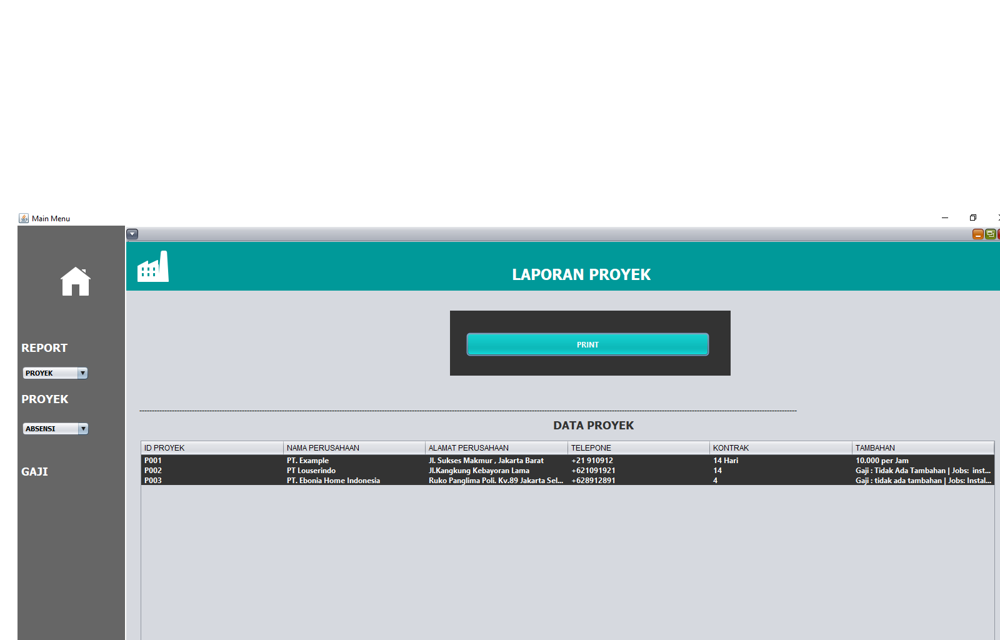 Main Menu
LAPORAN PROYEK
REPORT
PROYEK
PROYEK
ABSENSI
GAJI
PRINT
DATA PROYEK
ID PROYEK NAMA PERUSAHAAN ALAMAT PERUSAHAAN TELEPONE KONTRAK TAMBAHAN
P001 PT. Example Jl. Sukses Makmur , Jakarta Barat +21 910912 14 Hari 10.000 per Jam
P002 PT Louserindo Jl.Kangkung Kebayoran Lama +621091921 14 Gaji : Tidak Ada Tambahan | Jobs: inst...
P003 PT. Ebonia Home Indonesia Ruko Panglima Poli. Kv.89 Jakarta Sel... +628912891 4 Gaji : tidak ada tambahan | Jobs: Instal...